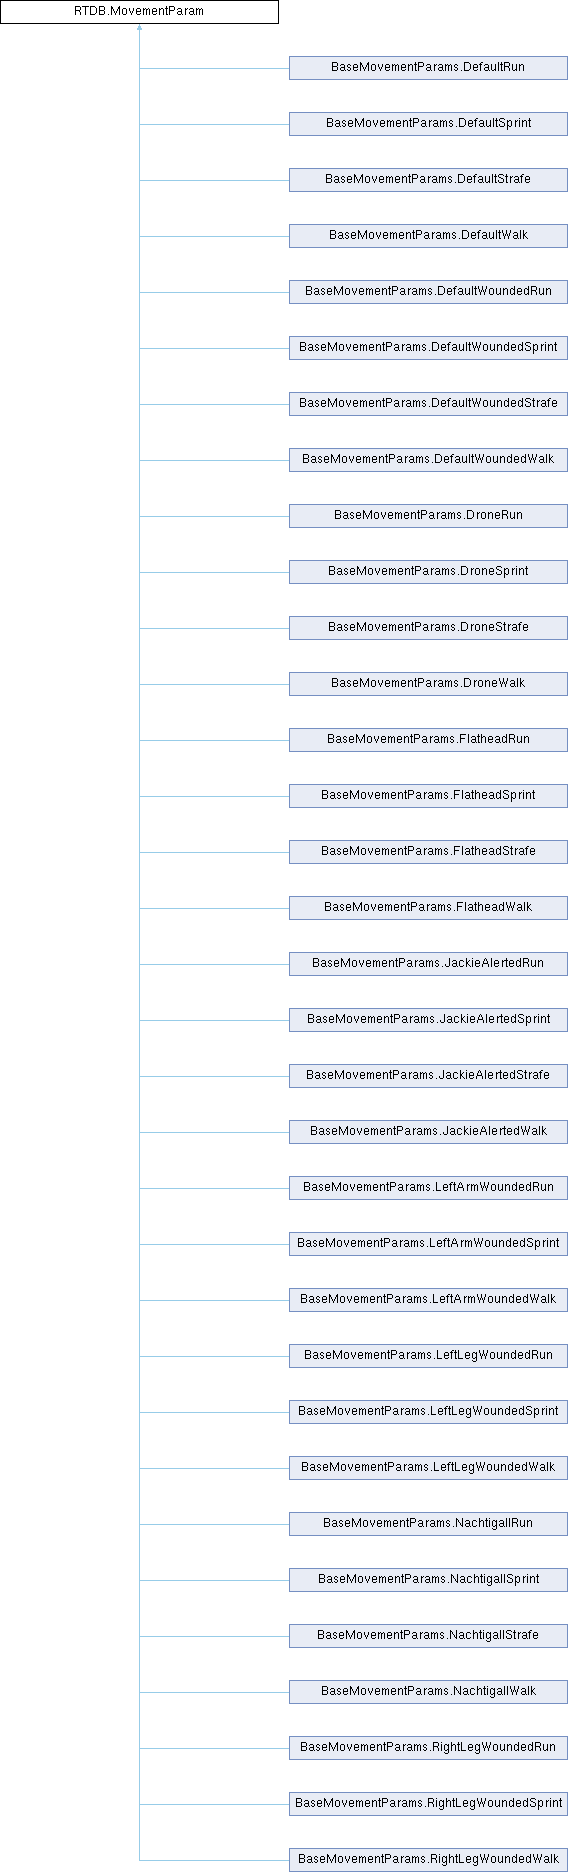 RTDB.MovementParam
BaseMovementParams.DefaultRun
BaseMovementParams.DefaultSprint
BaseMovementParams.DefaultStrafe
BaseMovementParams.DefaultWalk
BaseMovementParams.DefaultWoundedRun
BaseMovementParams.DefaultWoundedSprint
BaseMovementParams.DefaultWoundedStrafe
BaseMovementParams.DefaultWoundedWalk
BaseMovementParams.DroneRun
BaseMovementParams.DroneSprint
BaseMovementParams.DroneStrafe
BaseMovementParams.DroneWalk
BaseMovementParams.FlatheadRun
BaseMovementParams.FlatheadSprint
BaseMovementParams.FlatheadStrafe
BaseMovementParams.FlatheadWalk
BaseMovementParams.JackieAlertedRun
BaseMovementParams.JackieAlertedSprint
BaseMovementParams.JackieAlertedStrafe
BaseMovementParams.JackieAlertedWalk
BaseMovementParams.LeftArmWoundedRun
BaseMovementParams.LeftArmWoundedSprint
BaseMovementParams.LeftArmWoundedWalk
BaseMovementParams.LeftLegWoundedRun
BaseMovementParams.LeftLegWoundedSprint
BaseMovementParams.LeftLegWoundedWalk
BaseMovementParams.NachtigallRun
BaseMovementParams.NachtigallSprint
BaseMovementParams.NachtigallStrafe
BaseMovementParams.NachtigallWalk
BaseMovementParams.RightLegWoundedRun
BaseMovementParams.RightLegWoundedSprint
BaseMovementParams.RightLegWoundedWalk